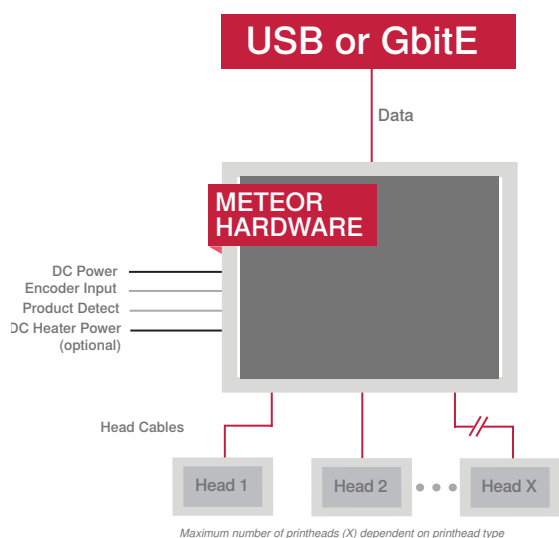 USB or GbitE
Data
METEOR
HARDWARE
DC Power
Encoder Input
Product Detect
DC Heater Power
(optional)
Head Cables
Head 1
Head 2
Head X
Maximum number of printheads (X) dependent on printhead type